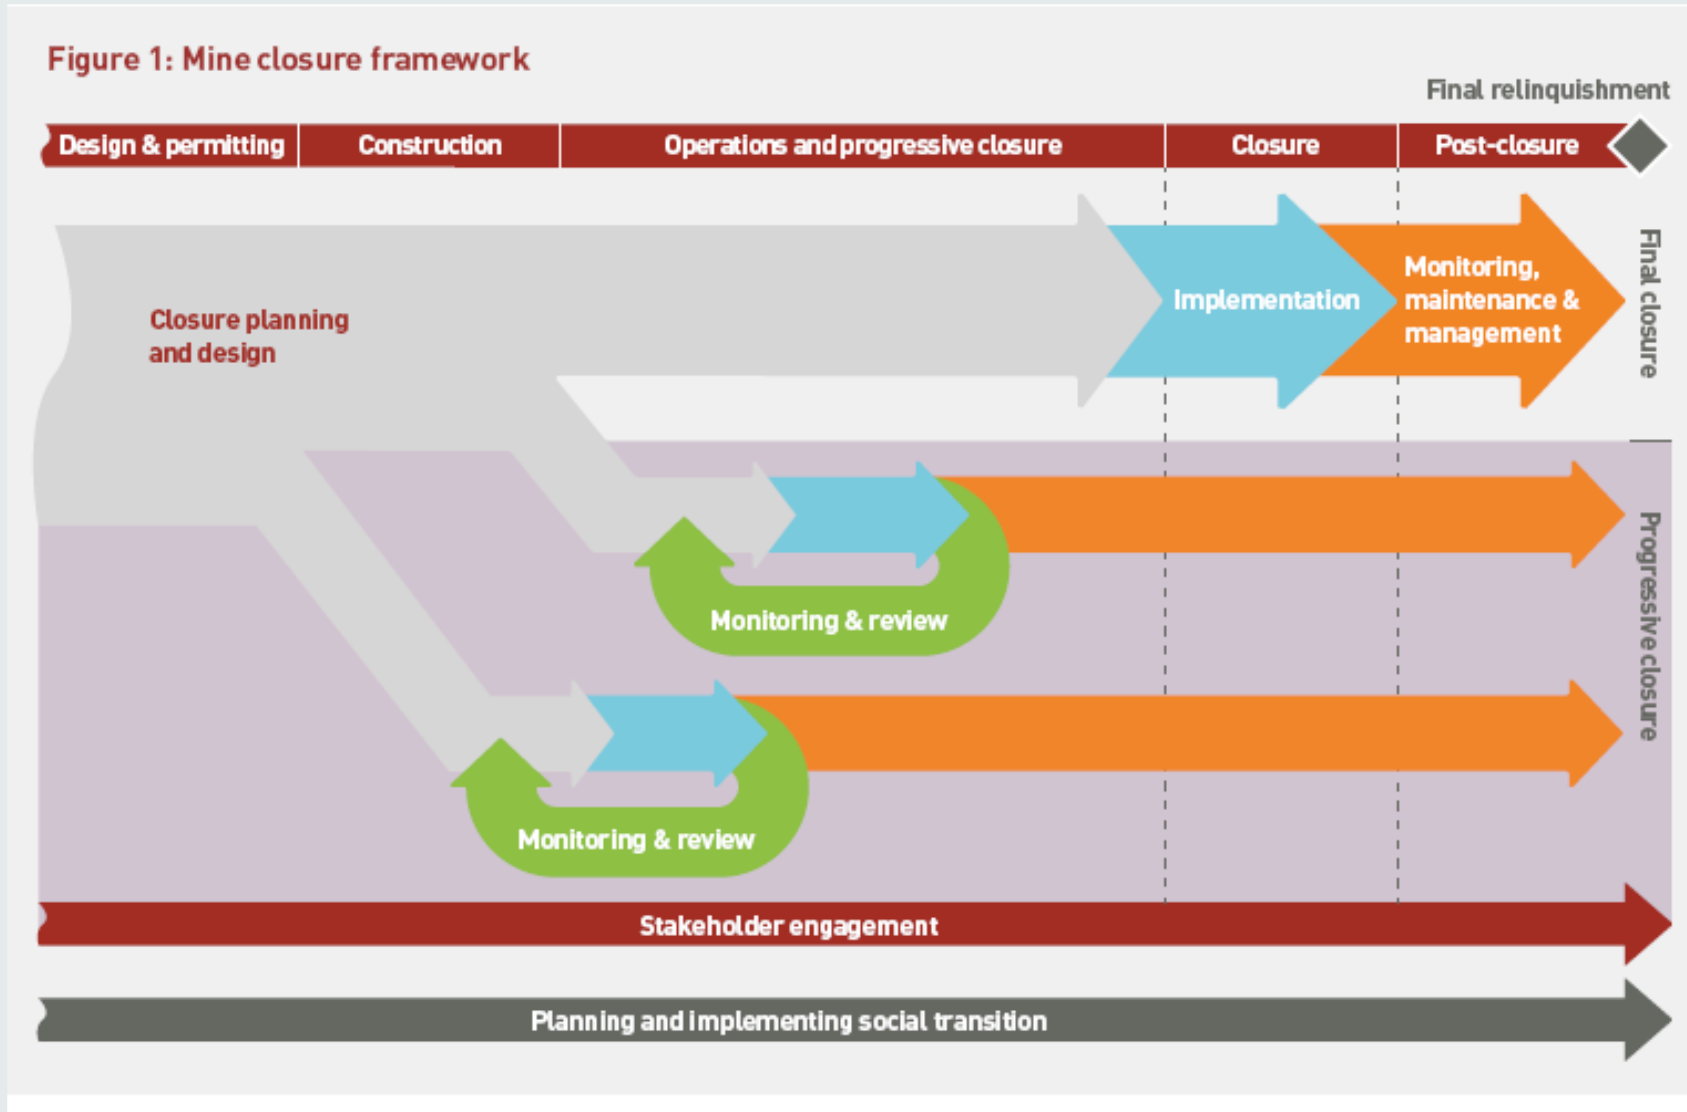 Figure 1: Mine closure framework
Final relinquishment
Design & permitting
Construction
Operations and progressive closure
Closure
Post-closure
Closure planning
and design
Implementation
Monitoring,
maintenance &
management
Final closure
Monitoring & review
Progressive closure
Monitoring & review
Stakeholder engagement
Planning and implementing social transition